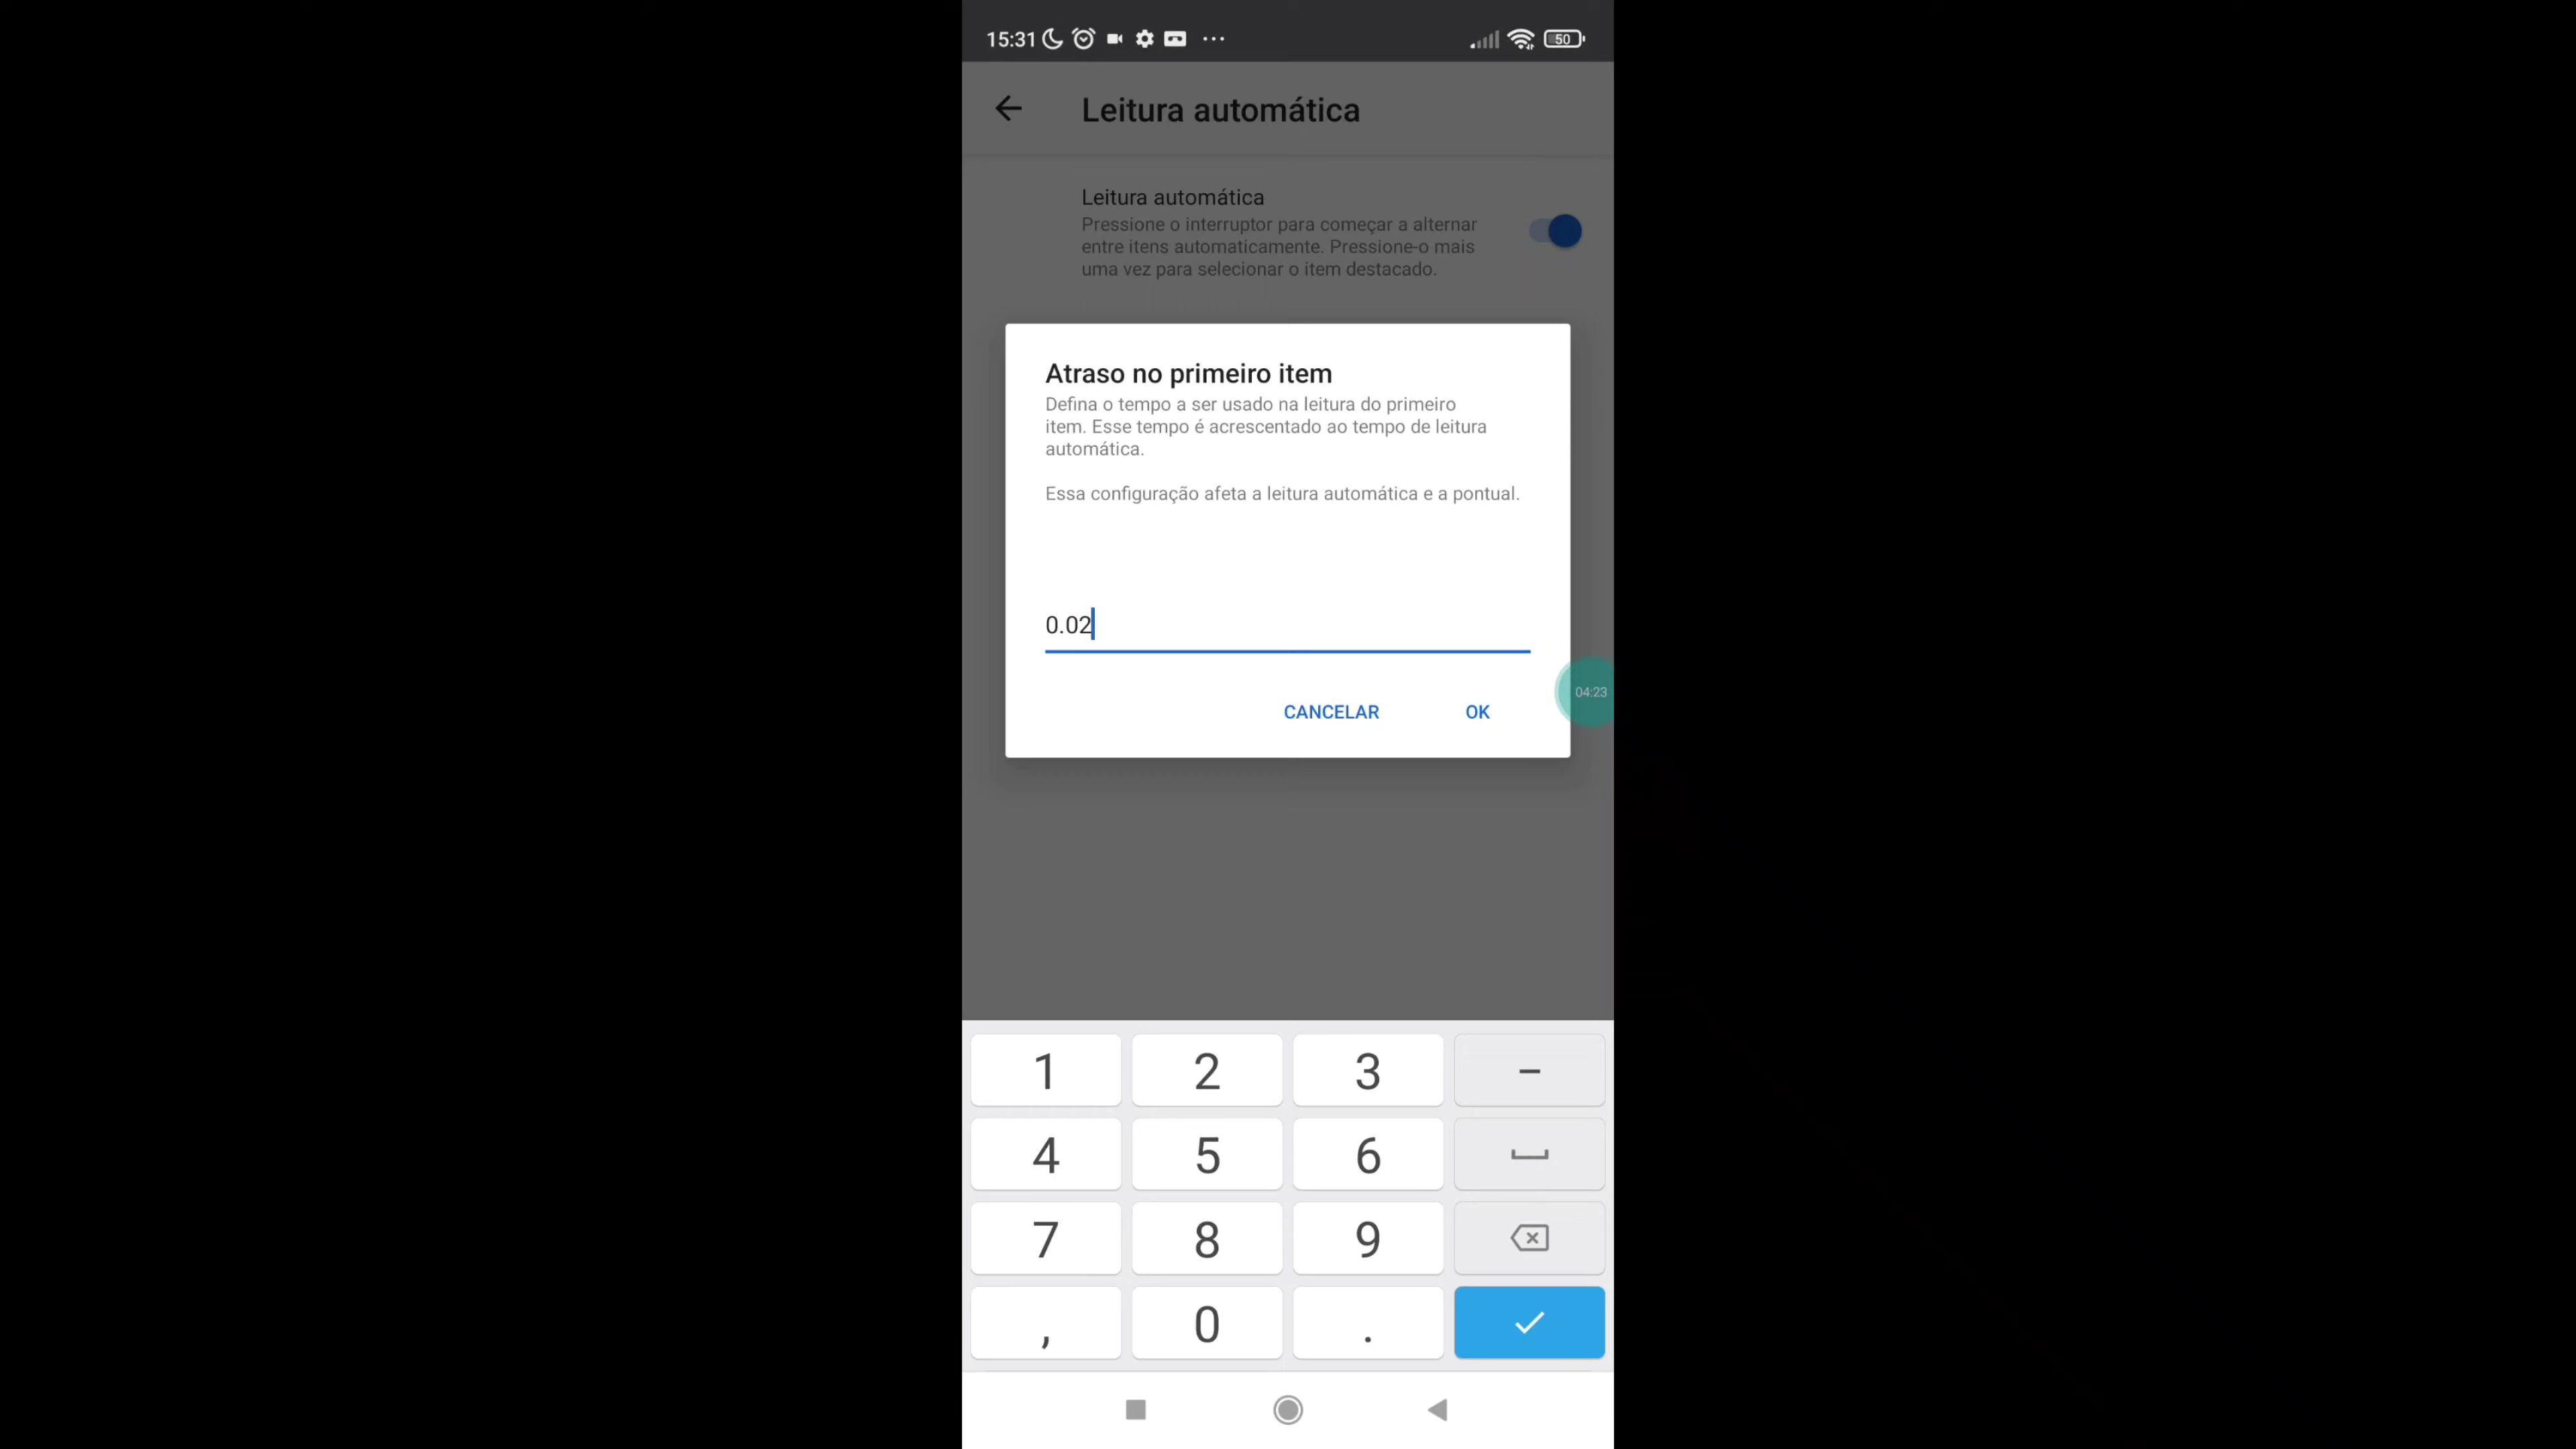 15:31
50
Leitura automática
Leitura automática
Pressione o interruptor para começar a alternar
entre itens automaticamente. Pressione-o mais
uma vez para selecionar o item destacado.
Atraso no primeiro item
Defina o tempo a ser usado na leitura do primeiro
item. Esse tempo é acrescentado ao tempo de leitura
automática.
Essa configuração afeta a leitura automática e a pontual.
0.02
CANCELAR OK
04:23
1 2 3 –
4 5 6
7 8 9
, 0 .